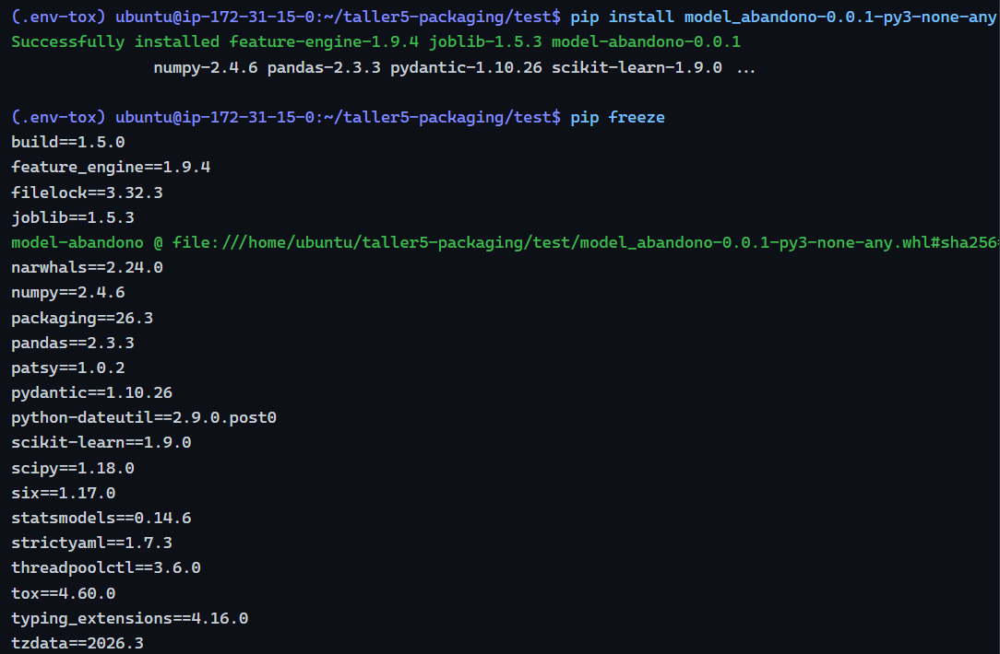 (.env-tox) ubuntu@ip-172-31-15-0:~/taller5-packaging/test$ pip install model_abandono-0.0.1-py3-none-any
Successfully installed feature-engine-1.9.4 joblib-1.5.3 model-abandono-0.0.1
numpy-2.4.6 pandas-2.3.3 pydantic-1.10.26 scikit-learn-1.9.0 ...
(.env-tox) ubuntu@ip-172-31-15-0:~/taller5-packaging/test$ pip freeze
build==1.5.0
feature_engine==1.9.4
filelock==3.32.3
joblib==1.5.3
model-abandono @ file:///home/ubuntu/taller5-packaging/test/model_abandono-0.0.1-py3-none-any.whl#sha256=
narwhals==2.24.0
numpy==2.4.6
packaging==26.3
pandas==2.3.3
patsy==1.0.2
pydantic==1.10.26
python-dateutil==2.9.0.post0
scikit-learn==1.9.0
scipy==1.18.0
six==1.17.0
statsmodels==0.14.6
strictyaml==1.7.3
threadpoolctl==3.6.0
tox==4.60.0
typing_extensions==4.16.0
tzdata==2026.3